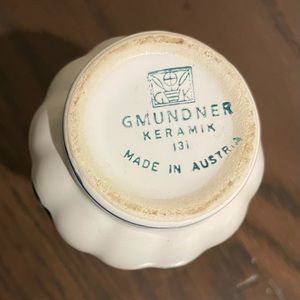 G K
GMUNDNER
KERAMIK
131
MADE IN AUSTRIA